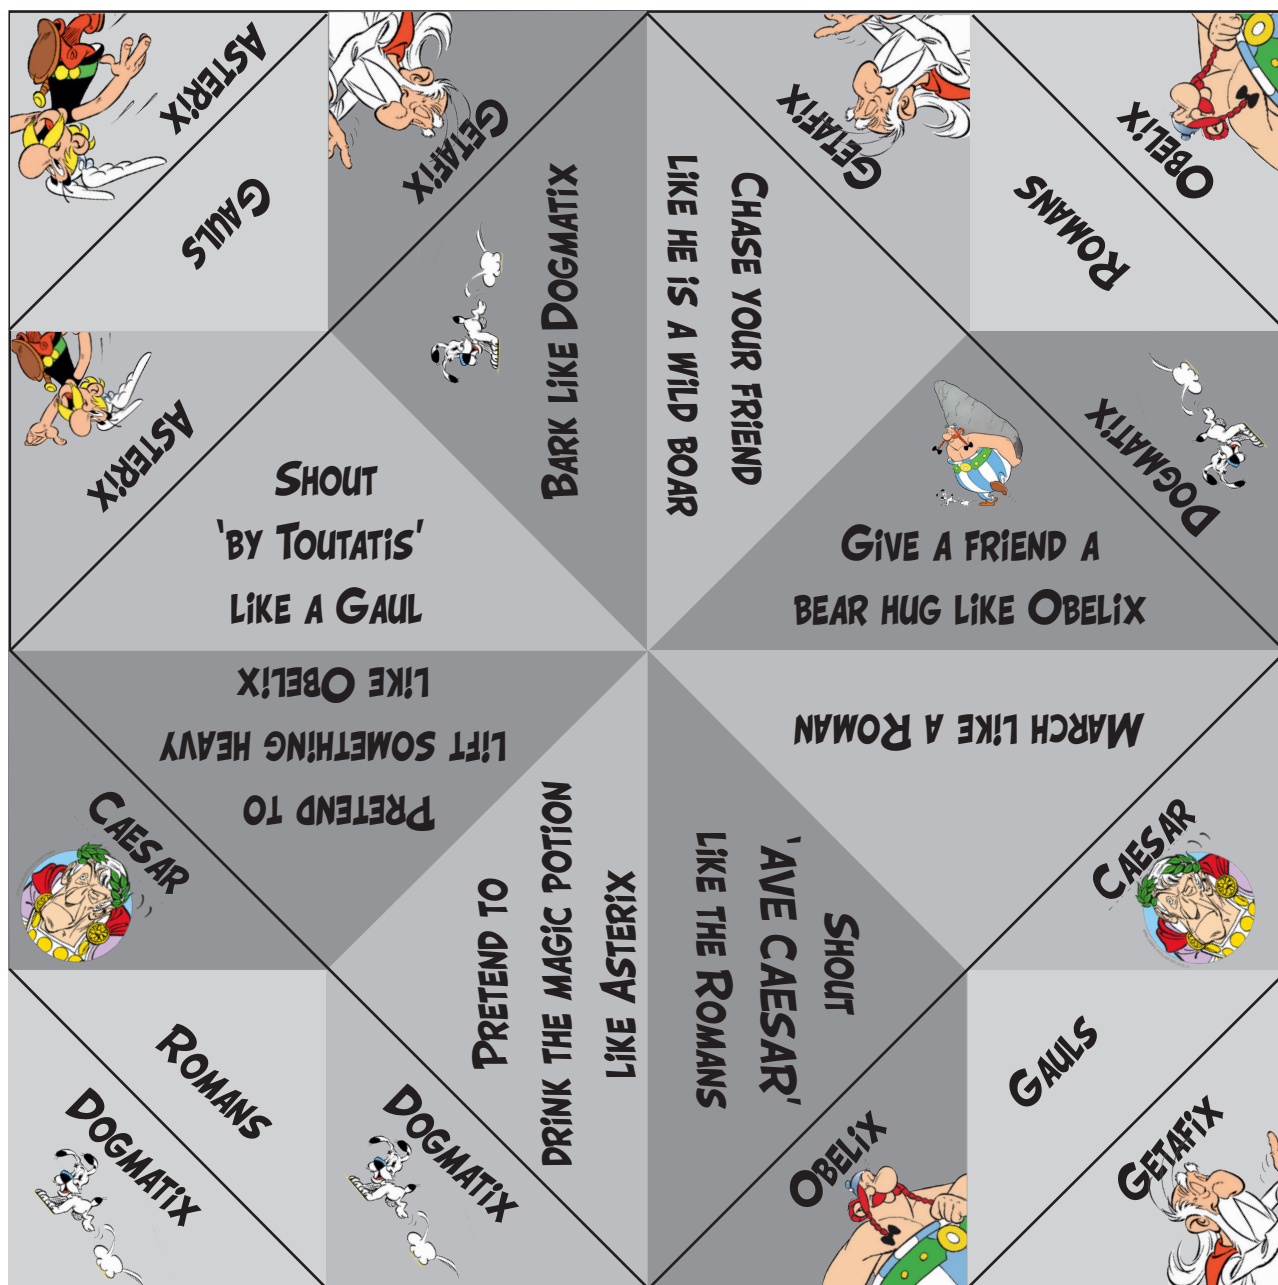 Asterix
Gauls
Getafix
Bark like Dogmatix
Chase your friend
like he is a wild boar
Getafix
Obelix
Romans
Asterix
Shout
'by Toutatis'
like a Gaul
Give a friend a
bear hug like Obelix
Dogmatix
Pretend to
lift something heavy
like Obelix
Caesar
Pretend to
drink the magic potion
like Asterix
Shout
'Ave Caesar'
like the Romans
March like a Roman
Caesar
Romans
Dogmatix
Dogmatix
Obelix
Gauls
Getafix